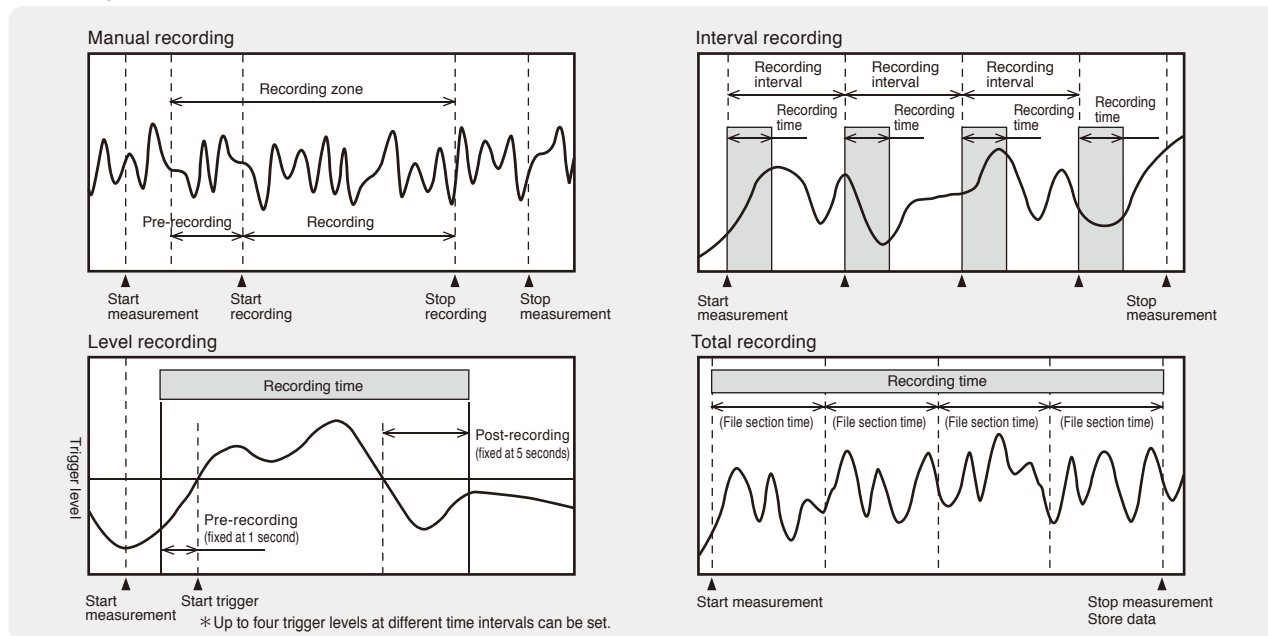 Manual recording
Recording zone
Pre-recording
Recording
Start
measurement
Start
recording
Stop
recording
Stop
measurement
Interval recording
Recording
interval
Recording
interval
Recording
interval
Recording
time
Recording
time
Recording
time
Recording
time
Start
measurement
Stop
measurement
Level recording
Recording time
Trigger level
Post-recording
(fixed at 5 seconds)
Pre-recording
(fixed at 1 second)
Start
measurement
Start trigger
＊Up to four trigger levels at different time intervals can be set.
Total recording
Recording time
(File section time)
(File section time)
(File section time)
(File section time)
Start measurement
Stop measurement
Store data